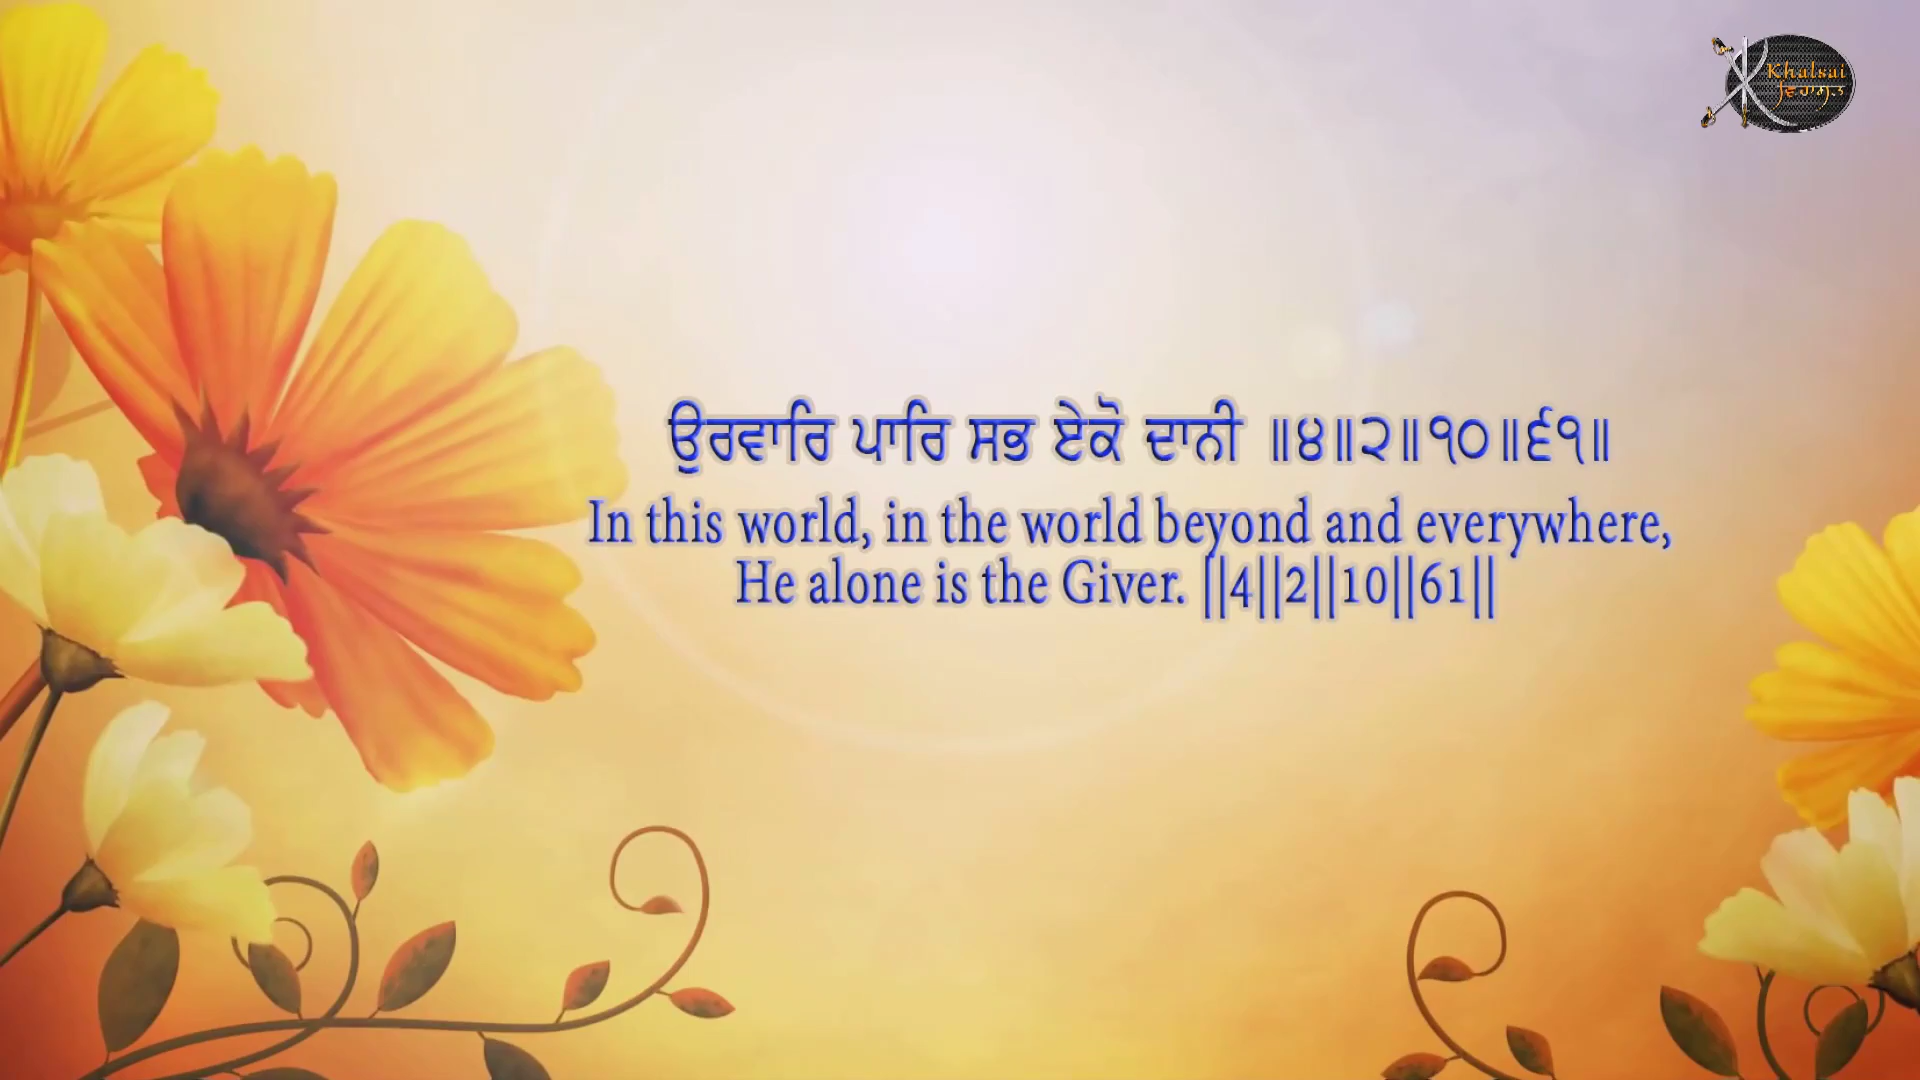 Khalsai
ਵਿਰਾਸਤ
ਉਰਵਾਰਿ ਪਾਰਿ ਸਭ ਏਕੋ ਦਾਨੀ ॥੪॥੨॥੧੦॥੬੧॥
In this world, in the world beyond and everywhere,
He alone is the Giver. ||4||2||10||61||